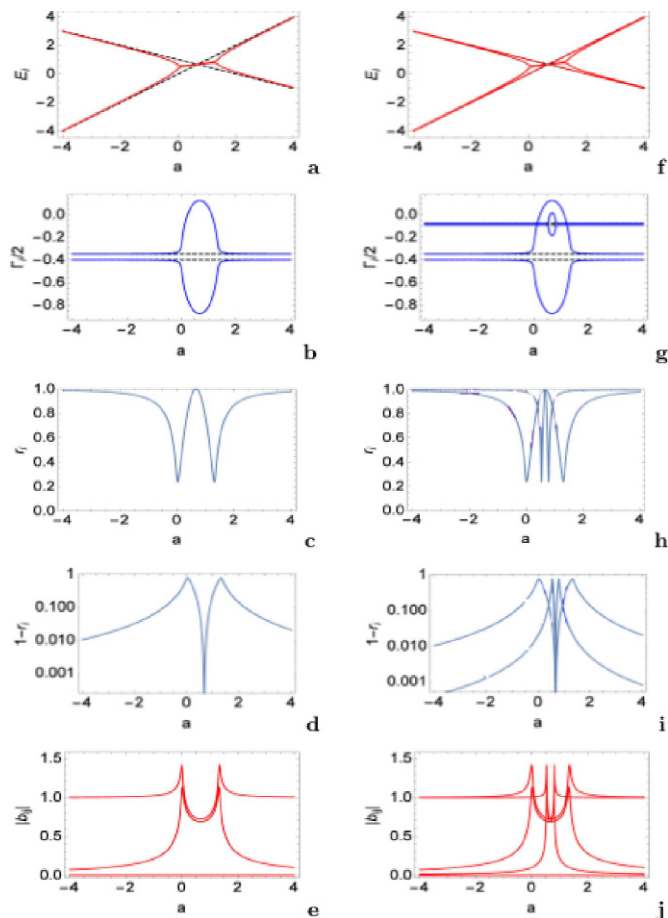 4
2
0
−2
−4
E_i
−4 −2 0 2 4
a
a
4
2
0
−2
−4
E_i
−4 −2 0 2 4
a
f
0.0
−0.2
−0.4
−0.6
−0.8
Γ_i/2
−4 −2 0 2 4
a
b
0.0
−0.2
−0.4
−0.6
−0.8
Γ_i/2
−4 −2 0 2 4
a
g
1.0
0.8
0.6
0.4
0.2
0.0
r_i
−4 −2 0 2 4
a
c
1.0
0.8
0.6
0.4
0.2
0.0
r_i
−4 −2 0 2 4
a
h
1
0.100
0.010
0.001
1−r_i
−4 −2 0 2 4
a
d
1
0.100
0.010
0.001
1−r_i
−4 −2 0 2 4
a
i
1.5
1.0
0.5
0.0
|b_ij|
−4 −2 0 2 4
a
e
1.5
1.0
0.5
0.0
|b_ij|
−4 −2 0 2 4
a
j